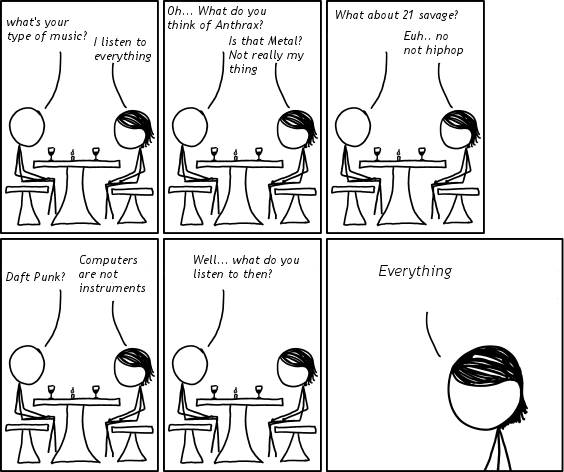 what's your
type of music?
I listen to
everything
Oh... What do you
think of Anthrax?
Is that Metal?
Not really my
thing
What about 21 savage?
Euh.. no
not hiphop
Daft Punk?
Computers
are not
instruments
Well... what do you
listen to then?
Everything